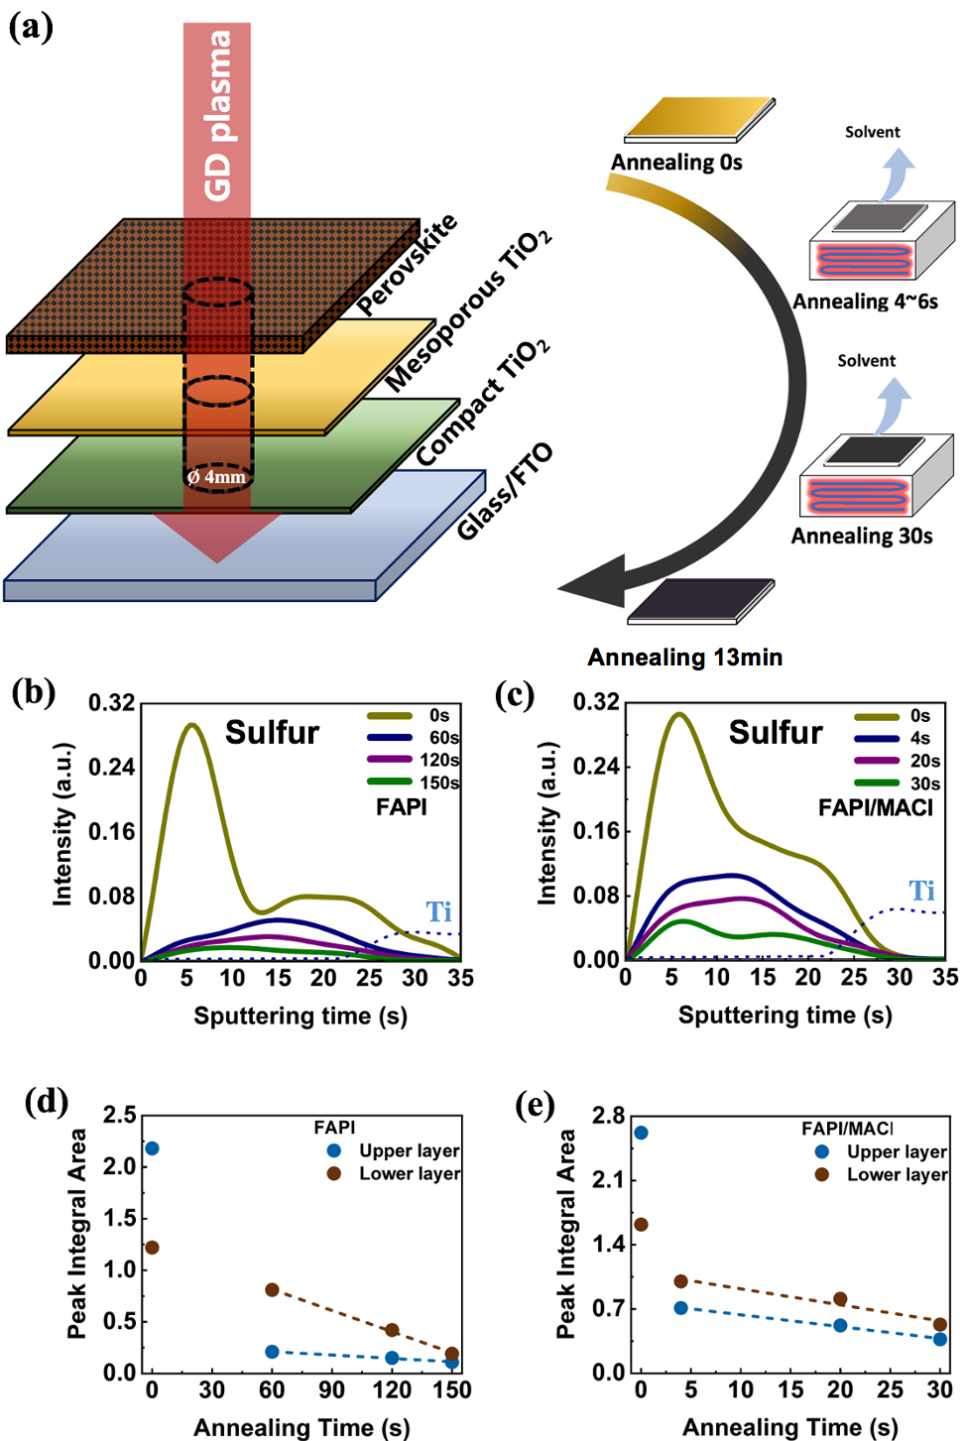 (a)
GD plasma
Perovskite
Mesoporous TiO₂
Compact TiO₂
Ø 4mm
Glass/FTO
Annealing 0s
Solvent
Annealing 4~6s
Solvent
Annealing 30s
Annealing 13min
(b)
Sulfur
0s
60s
120s
150s
FAPI
Ti
Intensity (a.u.)
0.32
0.24
0.16
0.08
0.00
0 5 10 15 20 25 30 35
Sputtering time (s)
(c)
Sulfur
0s
4s
20s
30s
FAPI/MACl
Ti
Intensity (a.u.)
0.32
0.24
0.16
0.08
0.00
0 5 10 15 20 25 30 35
Sputtering time (s)
(d)
FAPI
Upper layer
Lower layer
Peak Integral Area
2.5
2.0
1.5
1.0
0.5
0.0
0 30 60 90 120 150
Annealing Time (s)
(e)
FAPI/MACl
Upper layer
Lower layer
Peak Integral Area
2.8
2.1
1.4
0.7
0.0
0 5 10 15 20 25 30
Annealing Time (s)